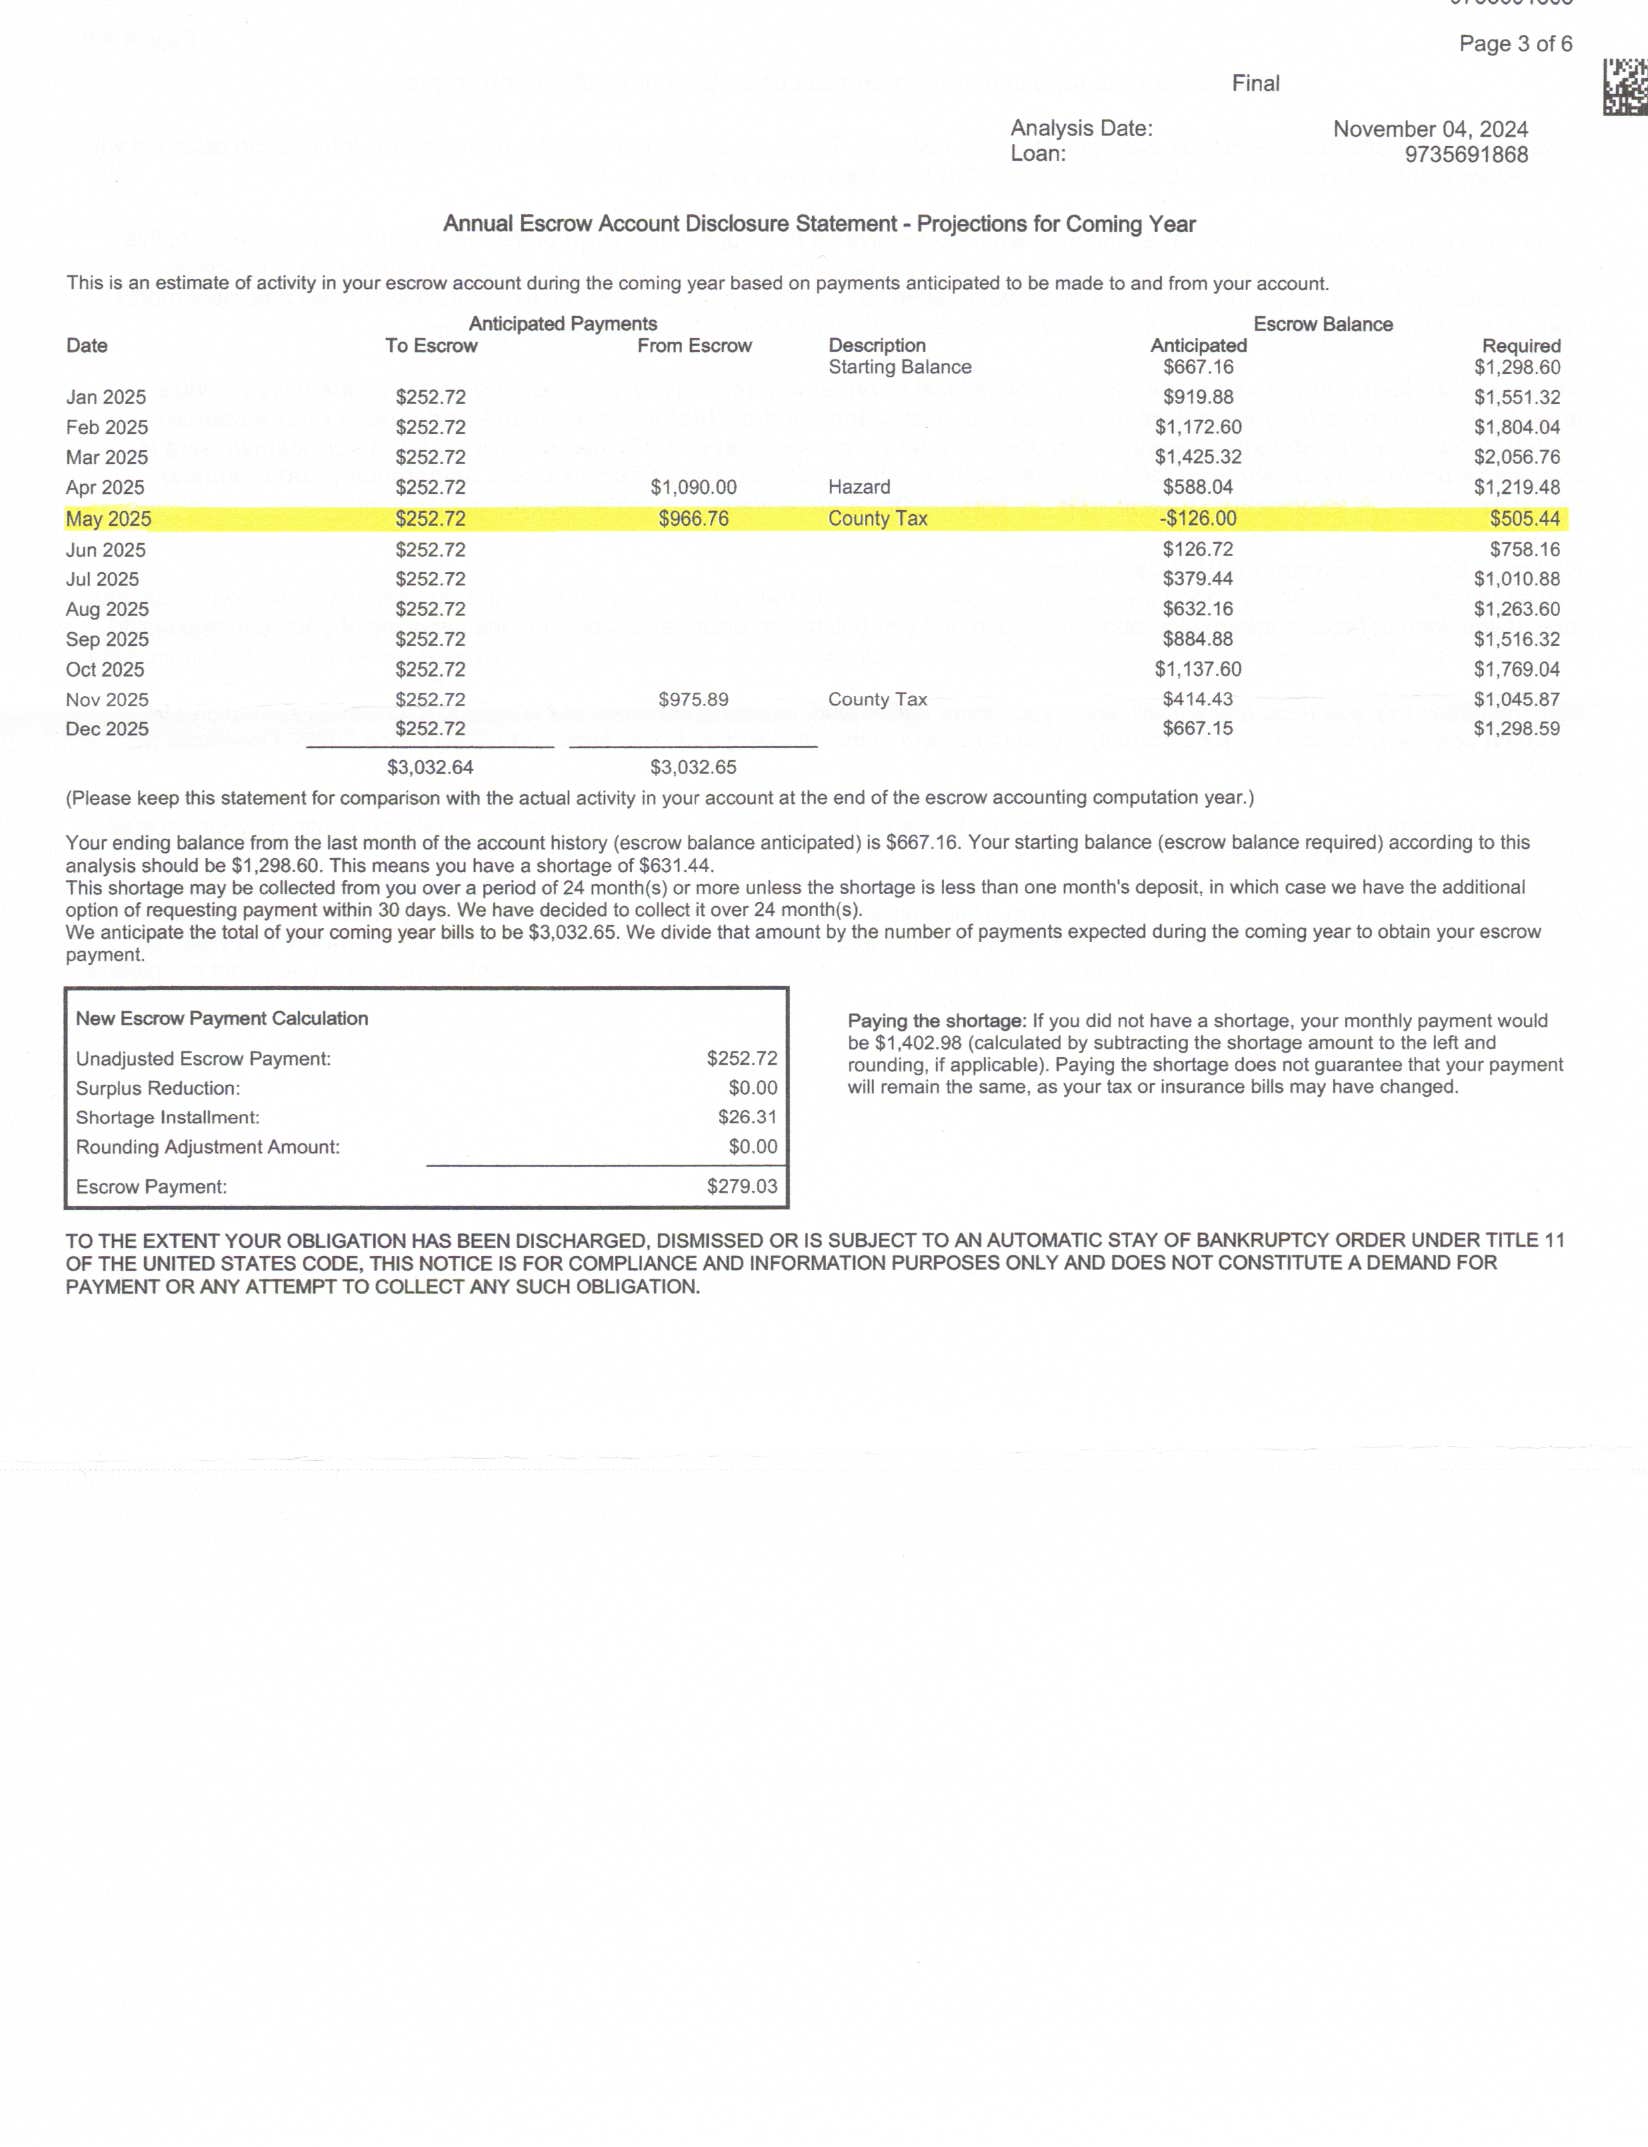 Page 3 of 6
Final
Analysis Date: November 04, 2024
Loan: 9735691868
Annual Escrow Account Disclosure Statement - Projections for Coming Year
This is an estimate of activity in your escrow account during the coming year based on payments anticipated to be made to and from your account.
Anticipated Payments Escrow Balance
Date To Escrow From Escrow Description Anticipated Required
Starting Balance $667.16 $1,298.60
Jan 2025 $252.72 $919.88 $1,551.32
Feb 2025 $252.72 $1,172.60 $1,804.04
Mar 2025 $252.72 $1,425.32 $2,056.76
Apr 2025 $252.72 $1,090.00 Hazard $588.04 $1,219.48
May 2025 $252.72 $966.76 County Tax -$126.00 $505.44
Jun 2025 $252.72 $126.72 $758.16
Jul 2025 $252.72 $379.44 $1,010.88
Aug 2025 $252.72 $632.16 $1,263.60
Sep 2025 $252.72 $884.88 $1,516.32
Oct 2025 $252.72 $1,137.60 $1,769.04
Nov 2025 $252.72 $975.89 County Tax $414.43 $1,045.87
Dec 2025 $252.72 $667.15 $1,298.59
$3,032.64 $3,032.65
(Please keep this statement for comparison with the actual activity in your account at the end of the escrow accounting computation year.)
Your ending balance from the last month of the account history (escrow balance anticipated) is $667.16. Your starting balance (escrow balance required) according to this
analysis should be $1,298.60. This means you have a shortage of $631.44.
This shortage may be collected from you over a period of 24 month(s) or more unless the shortage is less than one month's deposit, in which case we have the additional
option of requesting payment within 30 days. We have decided to collect it over 24 month(s).
We anticipate the total of your coming year bills to be $3,032.65. We divide that amount by the number of payments expected during the coming year to obtain your escrow
payment.
New Escrow Payment Calculation
Unadjusted Escrow Payment: $252.72
Surplus Reduction: $0.00
Shortage Installment: $26.31
Rounding Adjustment Amount: $0.00
Escrow Payment: $279.03
Paying the shortage: If you did not have a shortage, your monthly payment would
be $1,402.98 (calculated by subtracting the shortage amount to the left and
rounding, if applicable). Paying the shortage does not guarantee that your payment
will remain the same, as your tax or insurance bills may have changed.
TO THE EXTENT YOUR OBLIGATION HAS BEEN DISCHARGED, DISMISSED OR IS SUBJECT TO AN AUTOMATIC STAY OF BANKRUPTCY ORDER UNDER TITLE 11
OF THE UNITED STATES CODE, THIS NOTICE IS FOR COMPLIANCE AND INFORMATION PURPOSES ONLY AND DOES NOT CONSTITUTE A DEMAND FOR
PAYMENT OR ANY ATTEMPT TO COLLECT ANY SUCH OBLIGATION.